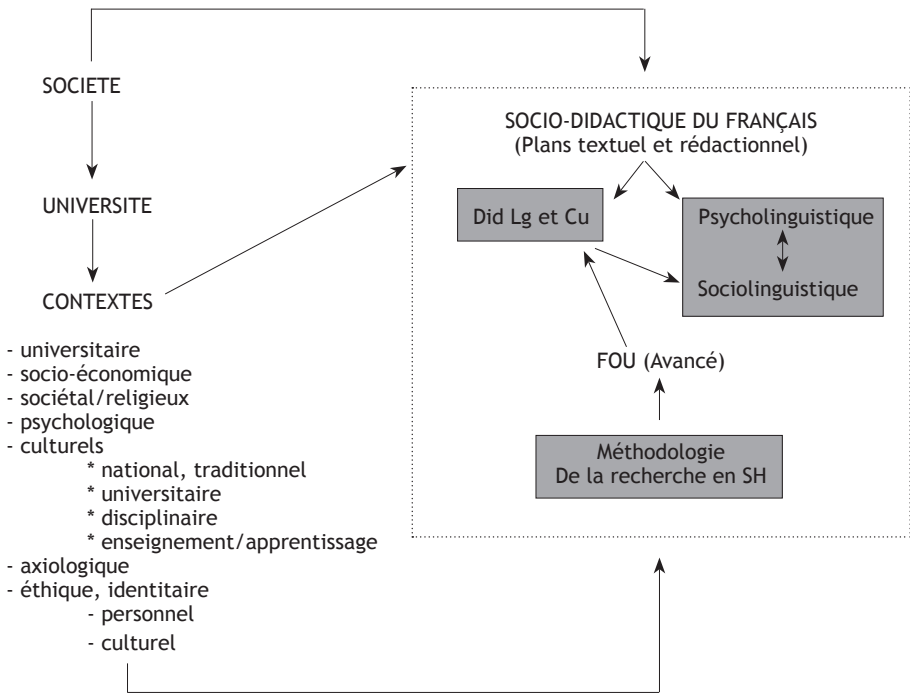 SOCIETE
UNIVERSITE
CONTEXTES
- universitaire
- socio-économique
- sociétal/religieux
- psychologique
- culturels
* national, traditionnel
* universitaire
* disciplinaire
* enseignement/apprentissage
- axiologique
- éthique, identitaire
- personnel
- culturel
SOCIO-DIDACTIQUE DU FRANÇAIS
(Plans textuel et rédactionnel)
Did Lg et Cu
Psycholinguistique
Sociolinguistique
FOU (Avancé)
Méthodologie
De la recherche en SH